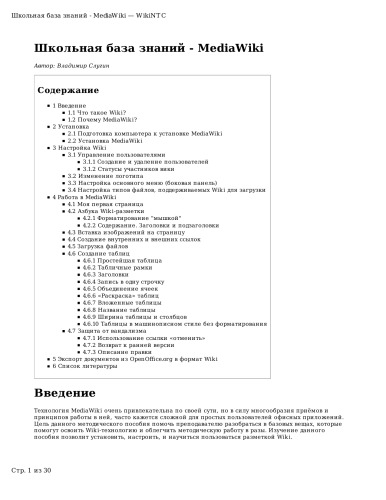 Школьная база знаний - MediaWiki — WikiNTC
Школьная база знаний - MediaWiki
Автор: Владимир Слугин
Содержание
1 Введение
1.1 Что такое Wiki?
1.2 Почему MediaWiki?
2 Установка
2.1 Подготовка компьютера к установке MediaWiki
2.2 Установка MediaWiki
3 Настройка Wiki
3.1 Управление пользователями
3.1.1 Создание и удаление пользователей
3.1.2 Статусы участников вики
3.2 Изменение логотипа
3.3 Настройка основного меню (боковая панель)
3.4 Настройка типов файлов, поддерживаемых Wiki для загрузки
4 Работа в MediaWiki
4.1 Моя первая страница
4.2 Азбука Wiki-разметки
4.2.1 Форматирование "мышкой"
4.2.2 Содержание. Заголовки и подзаголовки
4.3 Вставка изображений на страницу
4.4 Создание внутренних и внешних ссылок
4.5 Загрузка файлов
4.6 Создание таблиц
4.6.1 Простейшая таблица
4.6.2 Табличные рамки
4.6.3 Заголовки
4.6.4 Запись в одну строчку
4.6.5 Объединение ячеек
4.6.6 «Раскраска» таблиц
4.6.7 Вложенные таблицы
4.6.8 Название таблицы
4.6.9 Ширина таблицы и столбцов
4.6.10 Таблицы в машинописном стиле без форматирования
4.7 Защита от вандализма
4.7.1 Использование ссылки «отменить»
4.7.2 Возврат к ранней версии
4.7.3 Описание правки
5 Экспорт документов из OpenOffice.org в формат Wiki
6 Список литературы
Введение
Технология MediaWiki очень привлекательна по своей сути, но в силу многообразия приёмов и
принципов работы в ней, часто кажется сложной для простых пользователей офисных приложений.
Цель данного методического пособия помочь преподавателю разобраться в базовых вещах, которые
помогут освоить Wiki-технологию и облегчить методическую работу в разы. Изучение данного
пособия позволит установить, настроить, и научиться пользоваться разметкой Wiki.
Стр. 1 из 30